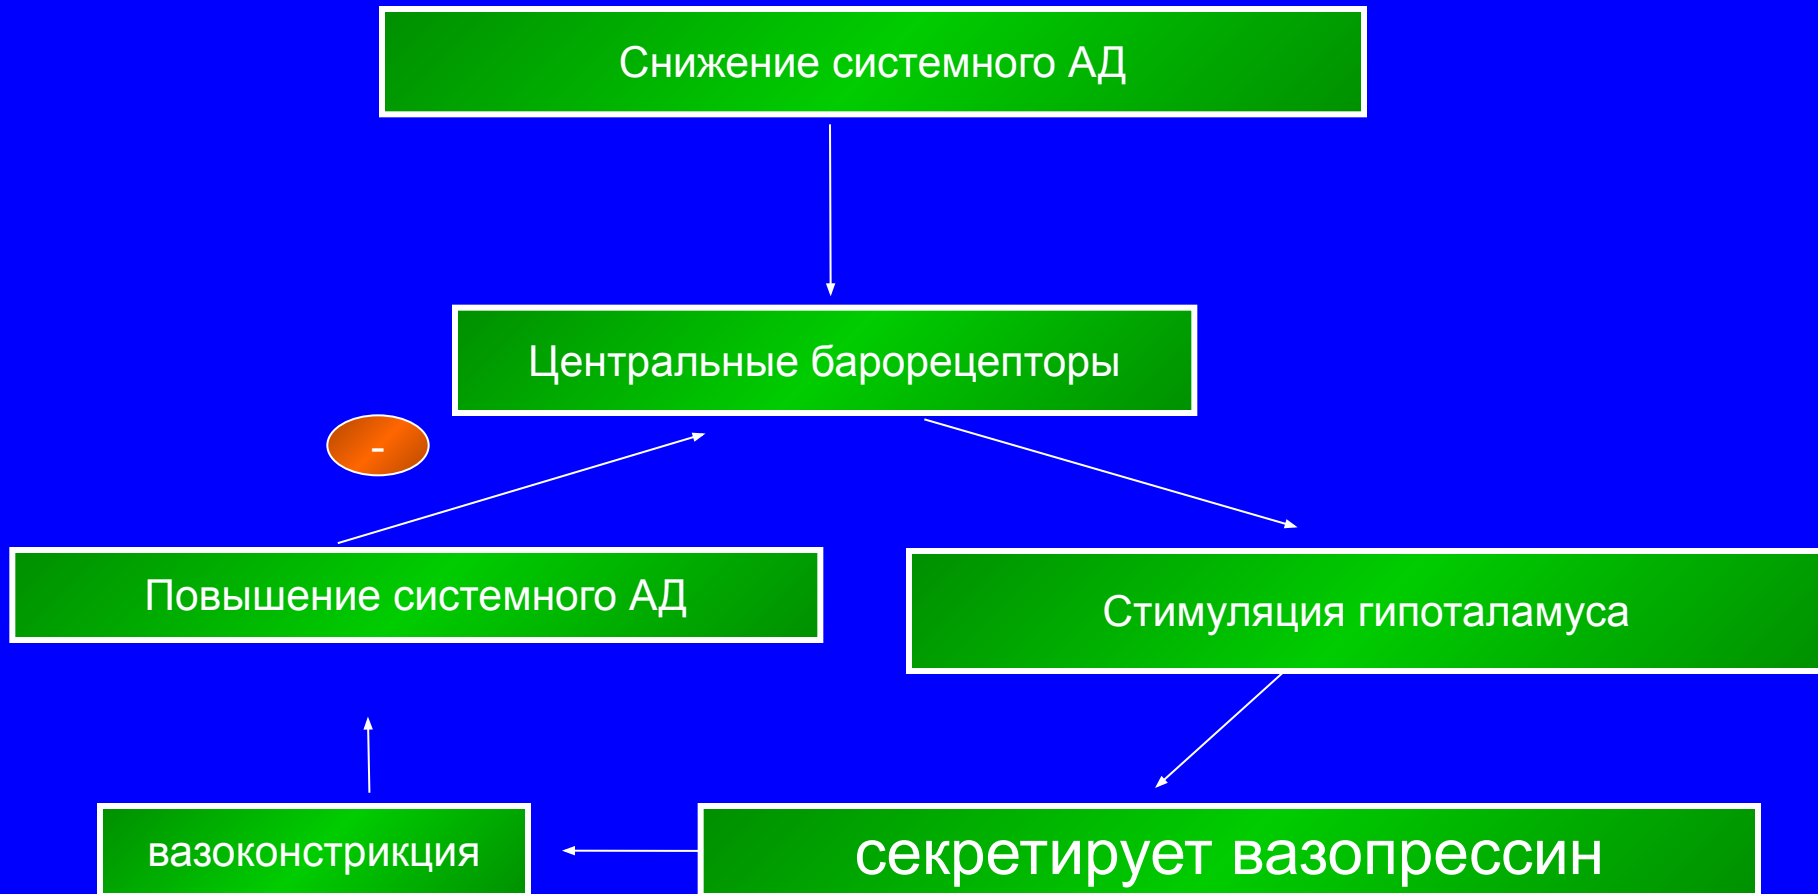 Снижение системного АД
Центральные барорецепторы
-
Повышение системного АД
Стимуляция гипоталамуса
вазоконстрикция
секретирует вазопрессин